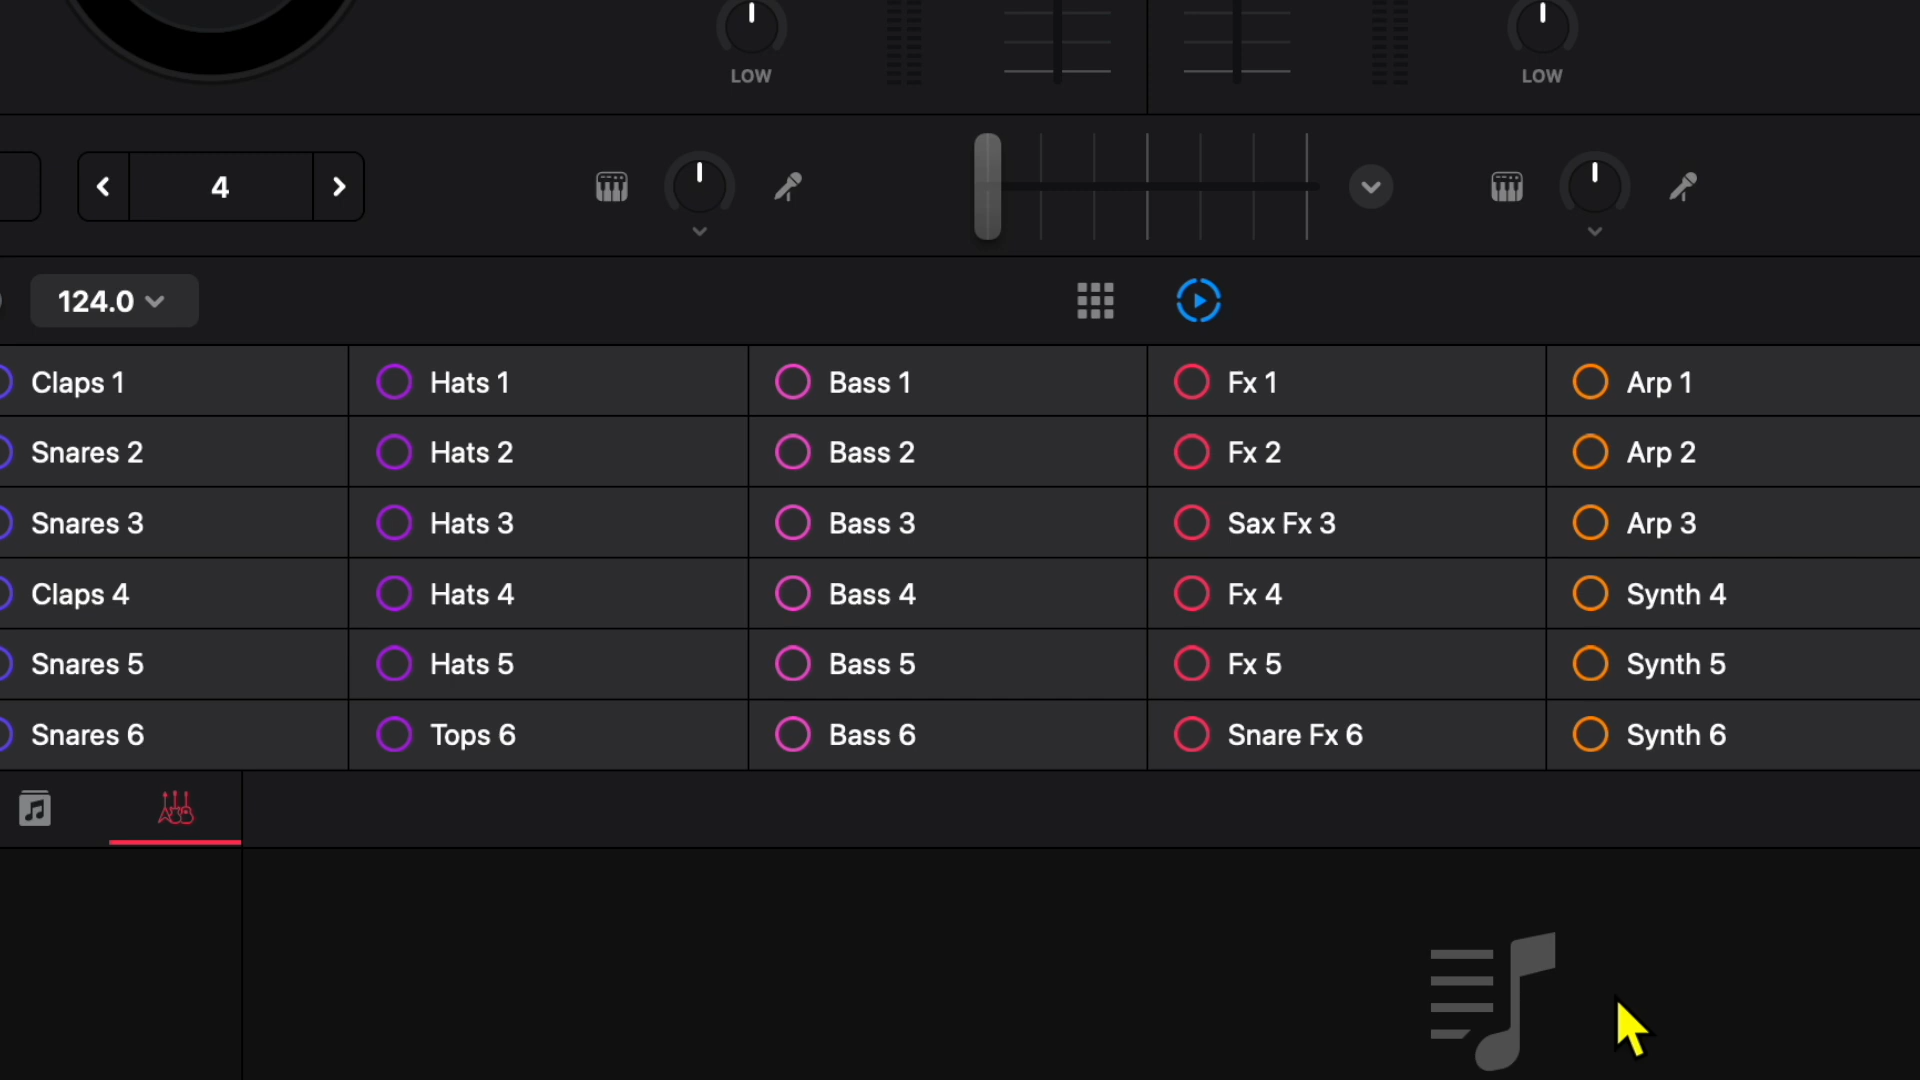 LOW LOW
4
124.0
Claps 1 Hats 1 Bass 1 Fx 1 Arp 1
Snares 2 Hats 2 Bass 2 Fx 2 Arp 2
Snares 3 Hats 3 Bass 3 Sax Fx 3 Arp 3
Claps 4 Hats 4 Bass 4 Fx 4 Synth 4
Snares 5 Hats 5 Bass 5 Fx 5 Synth 5
Snares 6 Tops 6 Bass 6 Snare Fx 6 Synth 6